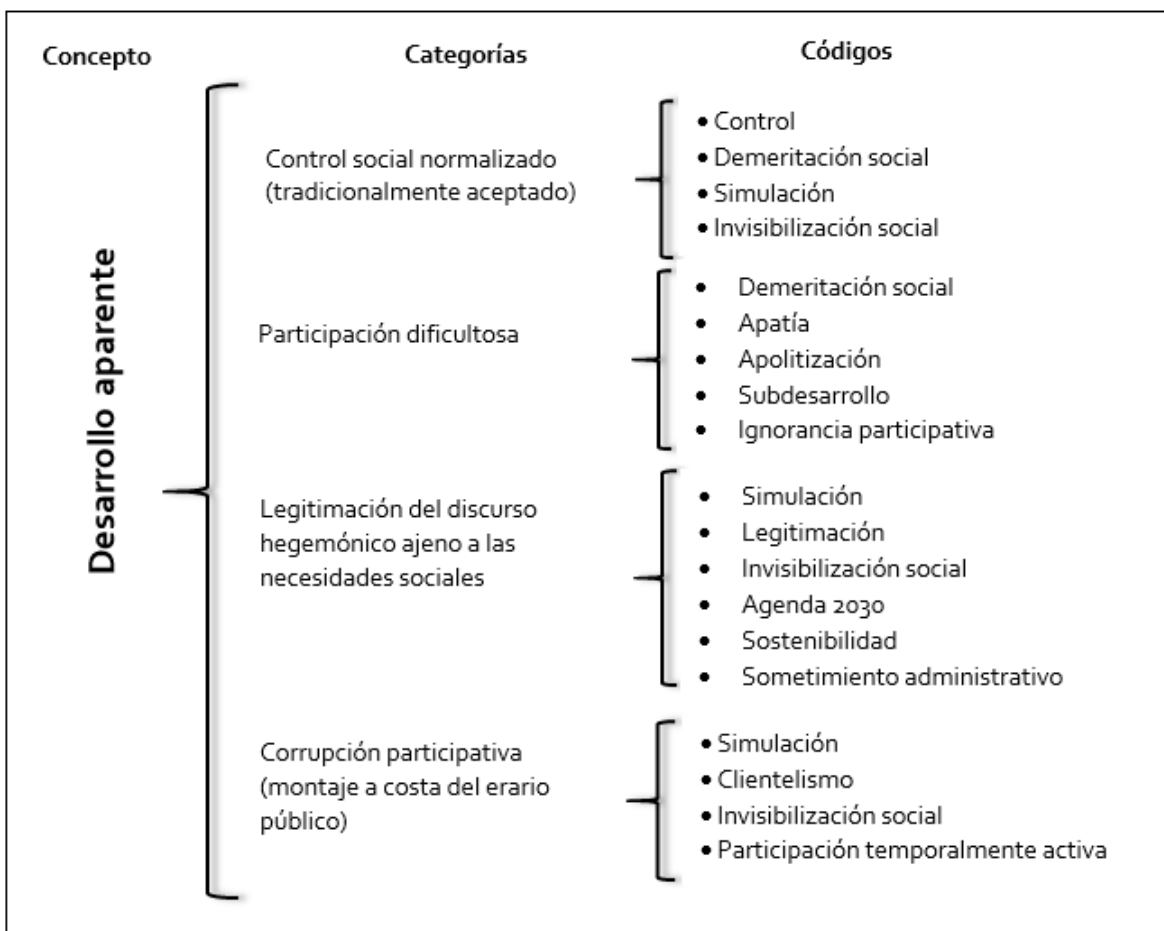 Concepto
Categorías
Códigos
Desarrollo aparente
Control social normalizado
(tradicionalmente aceptado)
• Control
• Demeritación social
• Simulación
• Invisibilización social
Participación dificultosa
• Demeritación social
• Apatía
• Apolitización
• Subdesarrollo
• Ignorancia participativa
Legitimación del discurso
hegemónico ajeno a las
necesidades sociales
• Simulación
• Legitimación
• Invisibilización social
• Agenda 2030
• Sostenibilidad
• Sometimiento administrativo
Corrupción participativa
(montaje a costa del erario
público)
• Simulación
• Clientelismo
• Invisibilización social
• Participación temporalmente activa